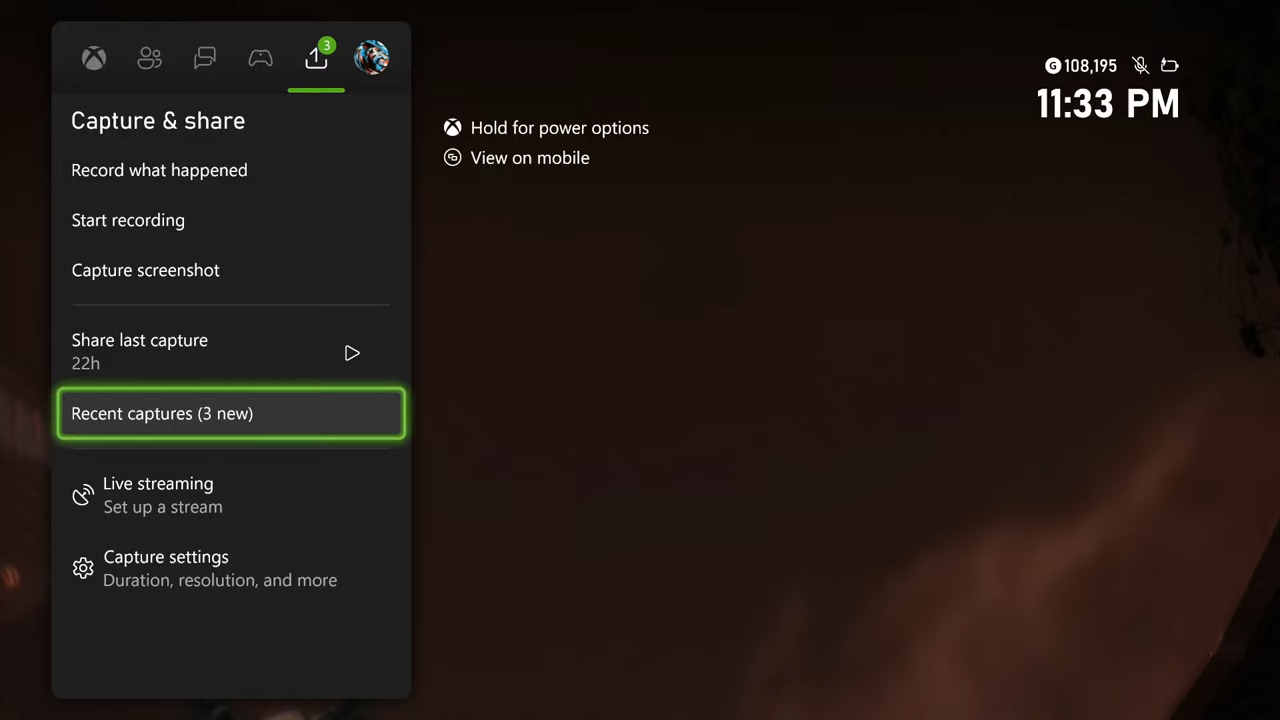 3
Capture & share
Record what happened
Start recording
Capture screenshot
Share last capture
22h
Recent captures (3 new)
Live streaming
Set up a stream
Capture settings
Duration, resolution, and more
Hold for power options
View on mobile
G 108,195
11:33 PM